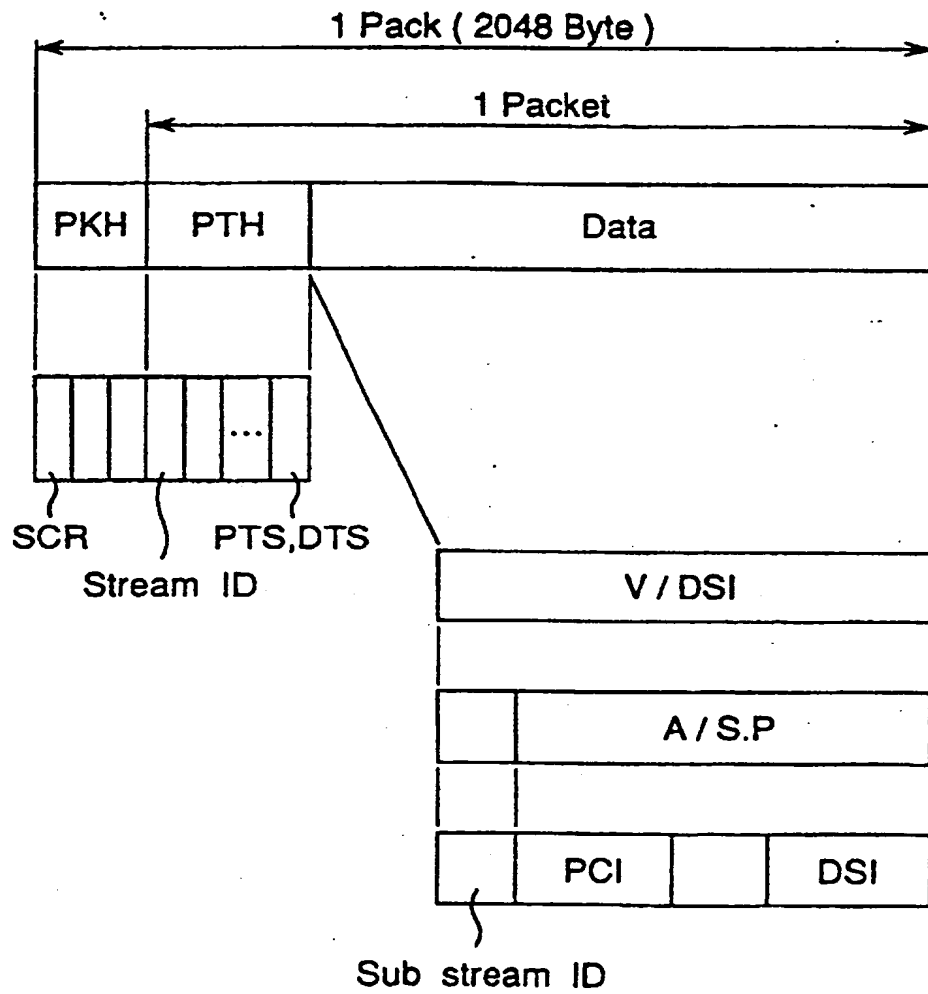 1 Pack ( 2048 Byte )
1 Packet
PKH PTH Data
...
SCR PTS,DTS
Stream ID
V / DSI
A / S.P
PCI DSI
Sub stream ID